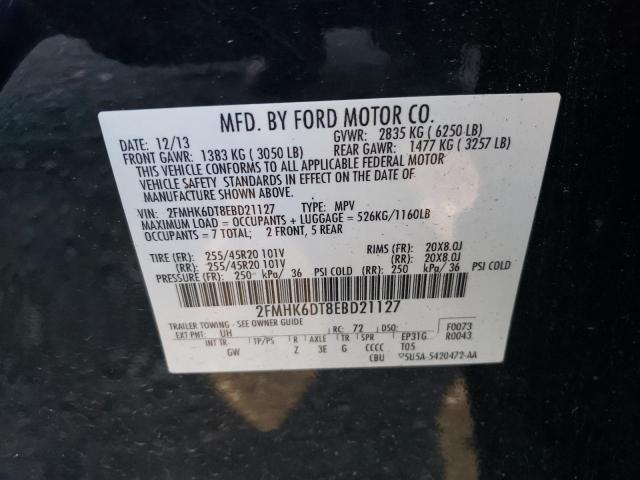 MFD. BY FORD MOTOR CO.
DATE: 12/13 GVWR: 2835 KG ( 6250 LB)
FRONT GAWR: 1383 KG ( 3050 LB) REAR GAWR: 1477 KG ( 3257 LB)
THIS VEHICLE CONFORMS TO ALL APPLICABLE FEDERAL MOTOR
VEHICLE SAFETY STANDARDS IN EFFECT ON THE DATE OF
MANUFACTURE SHOWN ABOVE.
VIN: 2FMHK6DT8EBD21127 TYPE: MPV
MAXIMUM LOAD = OCCUPANTS + LUGGAGE = 526KG/1160LB
OCCUPANTS = 7 TOTAL; 2 FRONT, 5 REAR
TIRE (FR): 255/45R20 101V RIMS (FR): 20X8.0J
(RR): 255/45R20 101V (RR): 20X8.0J
PRESSURE (FR): 250 kPa/ 36 PSI COLD (RR): 250 kPa/ 36 PSI COLD
2FMHK6DT8EBD21127
TRAILER TOWING - SEE OWNER GUIDE
EXT PNT: UH RC: 72 DSO: F0073
INT TR TP/PS R AXLE TR SPR EP31G R0043
GW Z 3E G CCCC T05
CBU 5U5A-5420472-AA